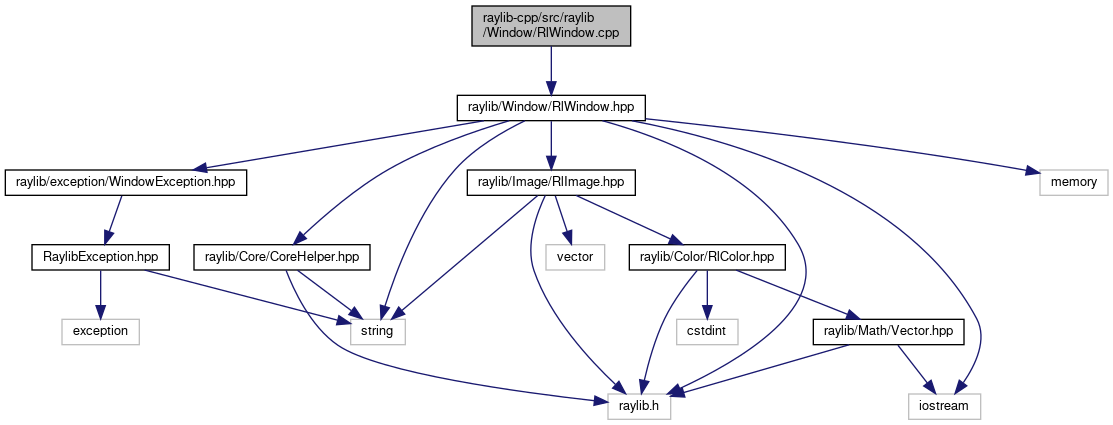 raylib-cpp/src/raylib
/Window/RlWindow.cpp
raylib/Window/RlWindow.hpp
raylib/exception/WindowException.hpp
raylib/Image/RlImage.hpp
memory
RaylibException.hpp
raylib/Core/CoreHelper.hpp
vector
raylib/Color/RlColor.hpp
exception
string
cstdint
raylib/Math/Vector.hpp
raylib.h
iostream